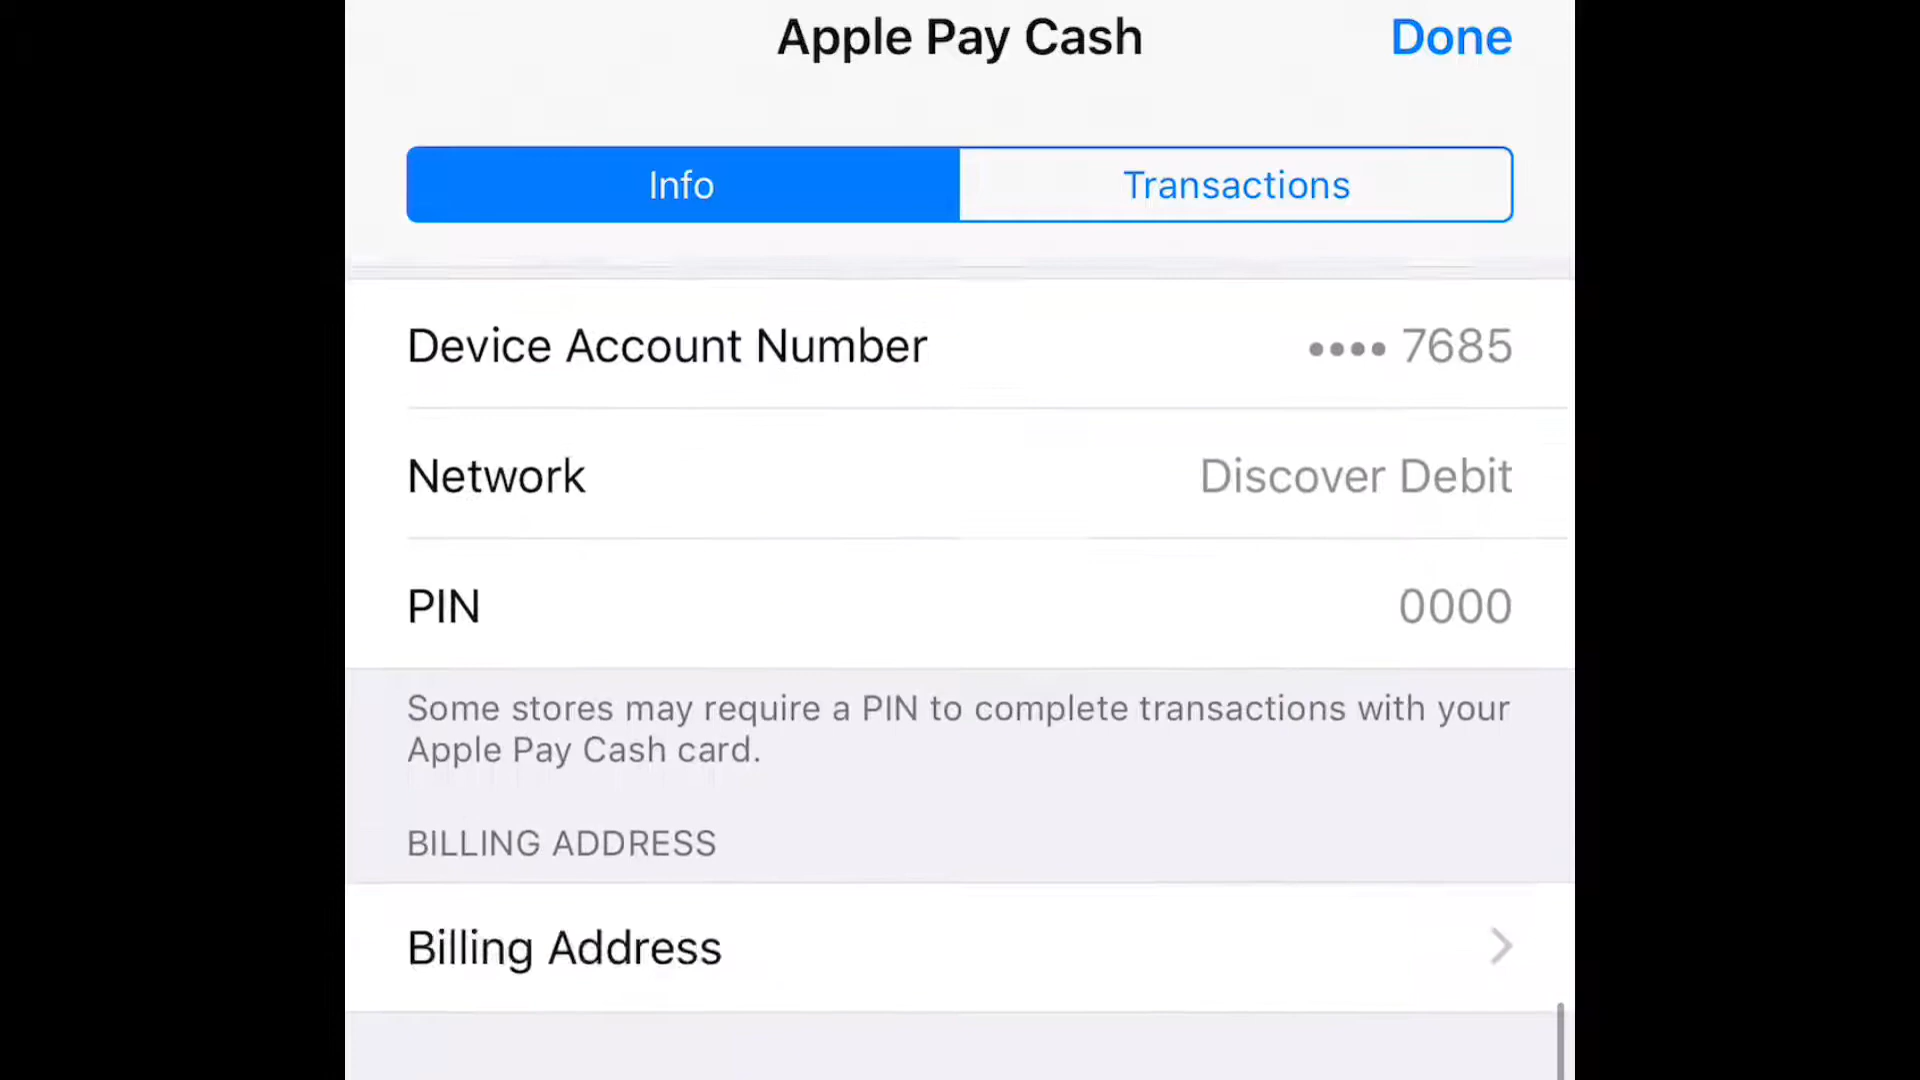 Apple Pay Cash Done
Info Transactions
Device Account Number •••• 7685
Network Discover Debit
PIN 0000
Some stores may require a PIN to complete transactions with your
Apple Pay Cash card.
BILLING ADDRESS
Billing Address